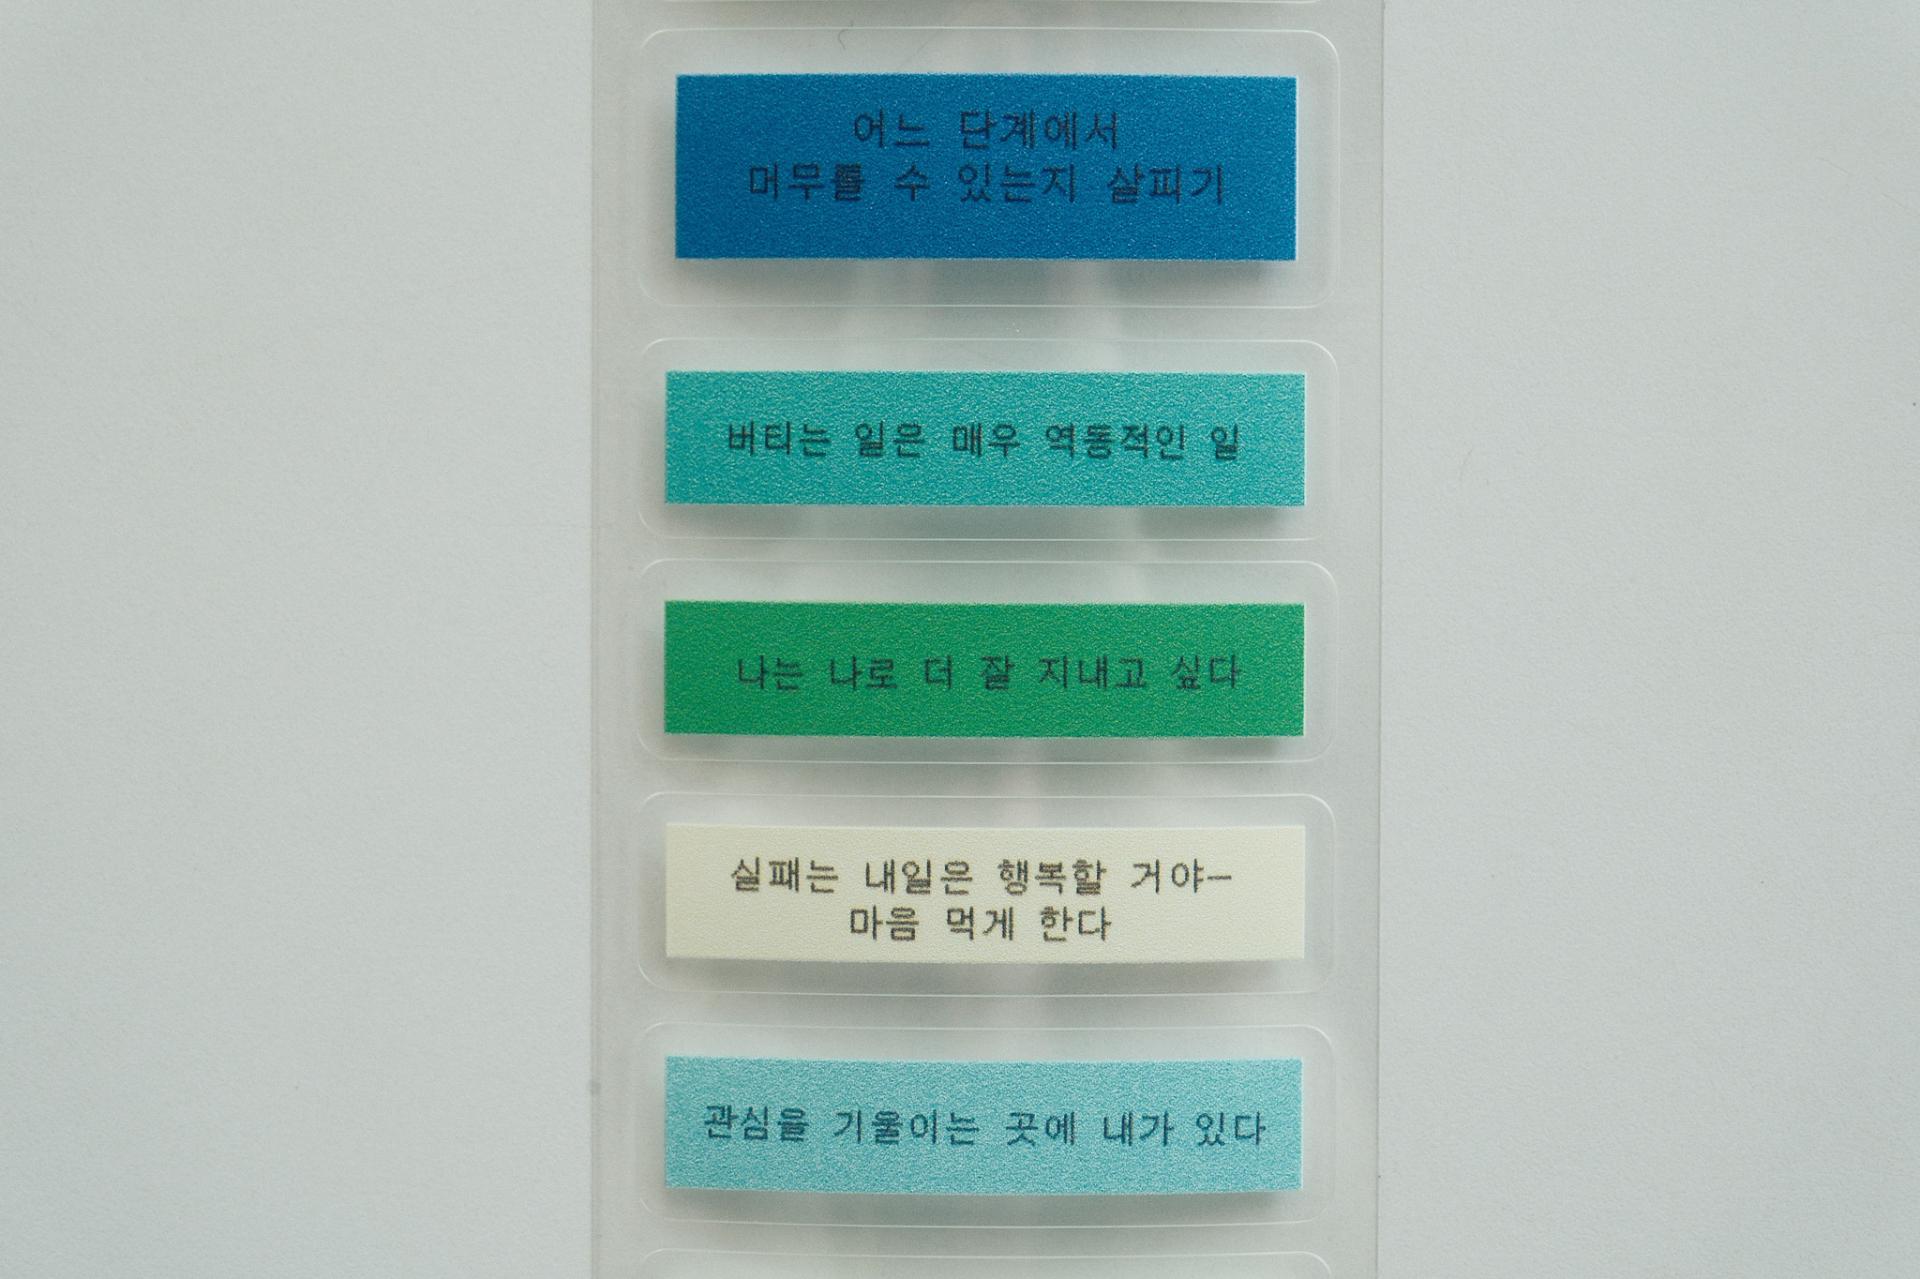 어느 단계에서
머무를 수 있는지 살피기
버티는 일은 매우 역동적인 일
나는 나로 더 잘 지내고 싶다
실패는 내일은 행복할 거야—
마음 먹게 한다
관심을 기울이는 곳에 내가 있다